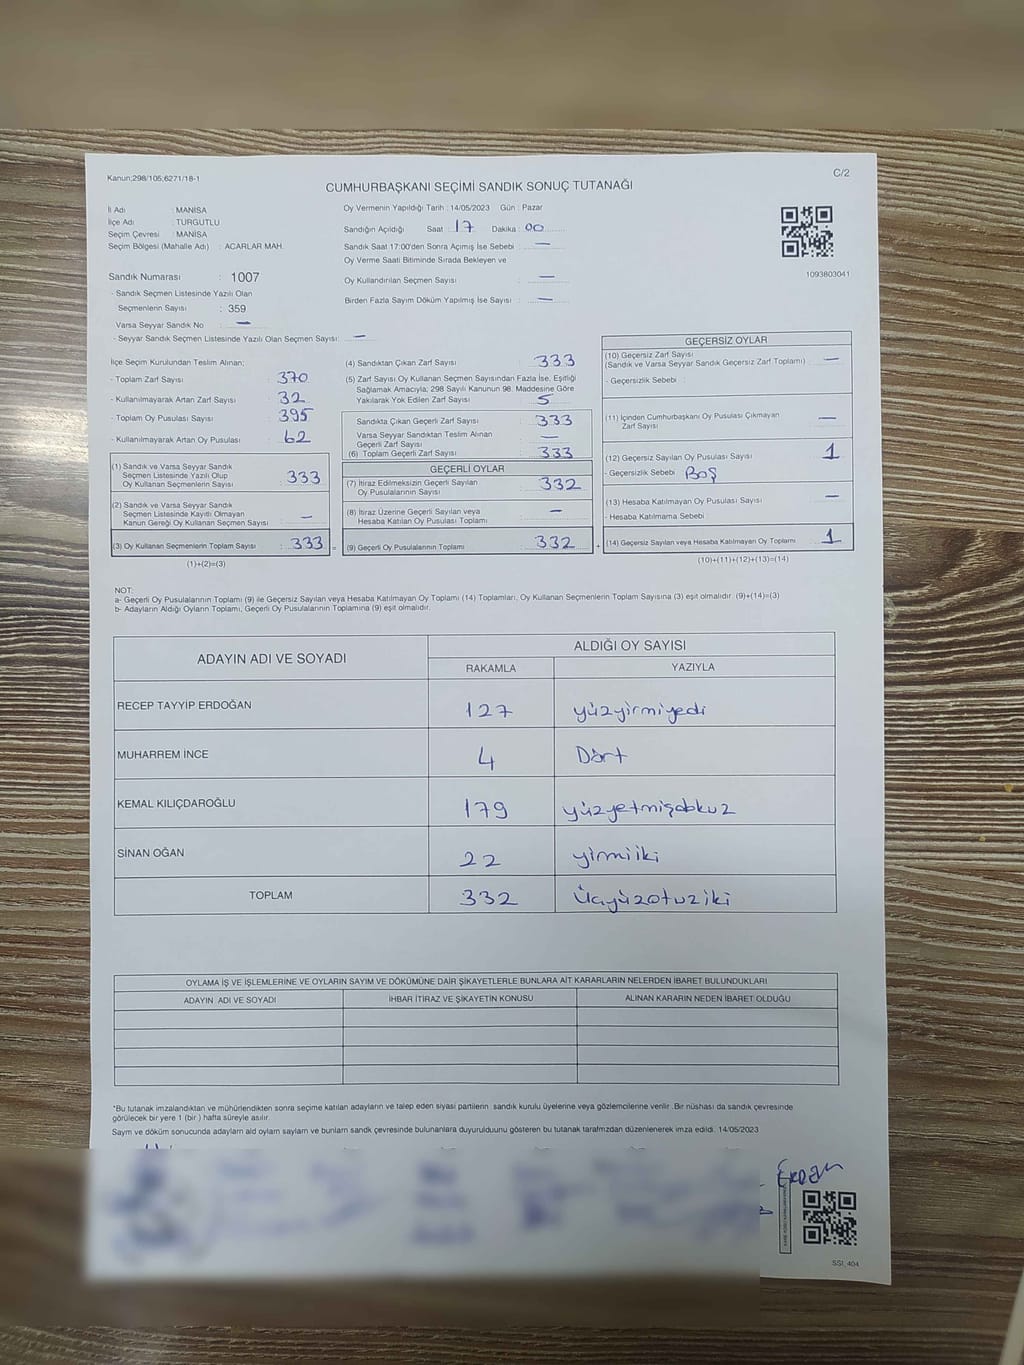 Kanun;298/105;6271/18-1
C/2
CUMHURBAŞKANI SEÇİMİ SANDIK SONUÇ TUTANAĞI
İl Adı : MANİSA
İlçe Adı : TURGUTLU
Seçim Çevresi : MANİSA
Seçim Bölgesi (Mahalle Adı) : ACARLAR MAH.
Sandık Numarası : 1007
- Sandık Seçmen Listesinde Yazılı Olan
Seçmenlerin Sayısı : 359
Varsa Seyyar Sandık No : —
- Seyyar Sandık Seçmen Listesinde Yazılı Olan Seçmen Sayısı: —
Oy Vermenin Yapıldığı Tarih : 14/05/2023 Gün : Pazar
Sandığın Açıldığı Saat : 17 Dakika : 00
Sandık Saat 17:00'den Sonra Açımış İse Sebebi : —
Oy Verme Saati Bitiminde Sırada Bekleyen ve
Oy Kullandırılan Seçmen Sayısı : —
Birden Fazla Sayım Döküm Yapılmış İse Sayısı : —
1093803041
İlçe Seçim Kurulundan Teslim Alınan;
- Toplam Zarf Sayısı : 370
- Kullanılmayarak Artan Zarf Sayısı : 32
- Toplam Oy Pusulası Sayısı : 395
- Kullanılmayarak Artan Oy Pusulası : 62
(1) Sandık ve Varsa Seyyar Sandık
Seçmen Listesinde Yazılı Olup
Oy Kullanan Seçmenlerin Sayısı : 333
(2) Sandık ve Varsa Seyyar Sandık
Seçmen Listesinde Kayıtlı Olmayan
Kanun Gereği Oy Kullanan Seçmen Sayısı : —
(3) Oy Kullanan Seçmenlerin Toplam Sayısı : 333
(1)+(2)=(3)
(4) Sandıktan Çıkan Zarf Sayısı : 333
(5) Zarf Sayısı Oy Kullanan Seçmen Sayısından Fazla İse, Eşitliği
Sağlamak Amacıyla; 298 Sayılı Kanunun 98. Maddesine Göre
Yakılarak Yok Edilen Zarf Sayısı : 5
Sandıkta Çıkan Geçerli Zarf Sayısı : 333
Varsa Seyyar Sandıktan Teslim Alınan
Geçerli Zarf Sayısı : —
(6) Toplam Geçerli Zarf Sayısı : 333
GEÇERLİ OYLAR
(7) İtiraz Edilmeksizin Geçerli Sayılan
Oy Pusulalarının Sayısı : 332
(8) İtiraz Üzerine Geçerli Sayılan veya
Hesaba Katılan Oy Pusulası Toplamı : —
= (9) Geçerli Oy Pusulalarının Toplamı : 332
GEÇERSİZ OYLAR
(10) Geçersiz Zarf Sayısı
(Sandık ve Varsa Seyyar Sandık Geçersiz Zarf Toplamı) : —
- Geçersizlik Sebebi :
(11) İçinden Cumhurbaşkanı Oy Pusulası Çıkmayan
Zarf Sayısı : —
(12) Geçersiz Sayılan Oy Pusulası Sayısı : 1
- Geçersizlik Sebebi : BOŞ
(13) Hesaba Katılmayan Oy Pusulası Sayısı : —
- Hesaba Katılmama Sebebi :
+ (14) Geçersiz Sayılan veya Hesaba Katılmayan Oy Toplamı : 1
(10)+(11)+(12)+(13)=(14)
NOT:
a- Geçerli Oy Pusulalarının Toplamı (9) ile Geçersiz Sayılan veya Hesaba Katılmayan Oy Toplamı (14) Toplamları, Oy Kullanan Seçmenlerin Toplam Sayısına (3) eşit olmalıdır. (9)+(14)=(3)
b- Adayların Aldığı Oyların Toplamı, Geçerli Oy Pusulalarının Toplamına (9) eşit olmalıdır.
ADAYIN ADI VE SOYADI ALDIĞI OY SAYISI
RAKAMLA YAZIYLA
RECEP TAYYIP ERDOĞAN 127 yüzyirmiyedi
MUHARREM İNCE 4 Dört
KEMAL KILIÇDAROĞLU 179 yüzyetmişdokuz
SİNAN OĞAN 22 yirmiiki
TOPLAM 332 Üçyüzotuziki
OYLAMA İŞ VE İŞLEMLERİNE VE OYLARIN SAYIM VE DÖKÜMÜNE DAİR ŞİKAYETLERLE BUNLARA AİT KARARLARIN NELERDEN İBARET BULUNDUKLARI
ADAYIN ADI VE SOYADI İHBAR İTİRAZ VE ŞİKAYETİN KONUSU ALINAN KARARIN NEDEN İBARET OLDUĞU
*Bu tutanak imzalandıktan ve mühürlendikten sonra seçime katılan adayların ve talep eden siyasi partilerin sandık kurulu üyelerine veya gözlemcilerine verilir. Bir nüshası da sandık çevresinde
görülecek bir yere 1 (bir ) hafta süreyle asılır.
Sayım ve döküm sonucunda adayların ald oyların sayların ve bunların sandk çevresinde bulunanlara duyurulduunu gösteren bu tutanak tarafmzdan düzenlenerek imza edildi. 14/05/2023
SSI, 404